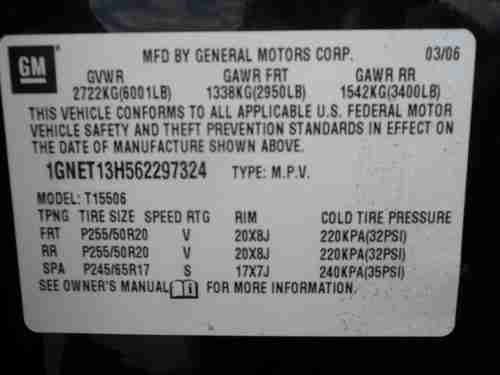 GM MFD BY GENERAL MOTORS CORP. 03/06
GVWR GAWR FRT GAWR RR
2722KG(6001LB) 1338KG(2950LB) 1542KG(3400LB)
THIS VEHICLE CONFORMS TO ALL APPLICABLE U.S. FEDERAL MOTOR
VEHICLE SAFETY AND THEFT PREVENTION STANDARDS IN EFFECT ON
THE DATE OF MANUFACTURE SHOWN ABOVE.
1GNET13H562297324 TYPE: M.P.V.
MODEL: T15506
TPNG TIRE SIZE SPEED RTG RIM COLD TIRE PRESSURE
FRT P255/50R20 V 20X8J 220KPA(32PSI)
RR P255/50R20 V 20X8J 220KPA(32PSI)
SPA P245/65R17 S 17X7J 240KPA(35PSI)
SEE OWNER'S MANUAL FOR MORE INFORMATION.